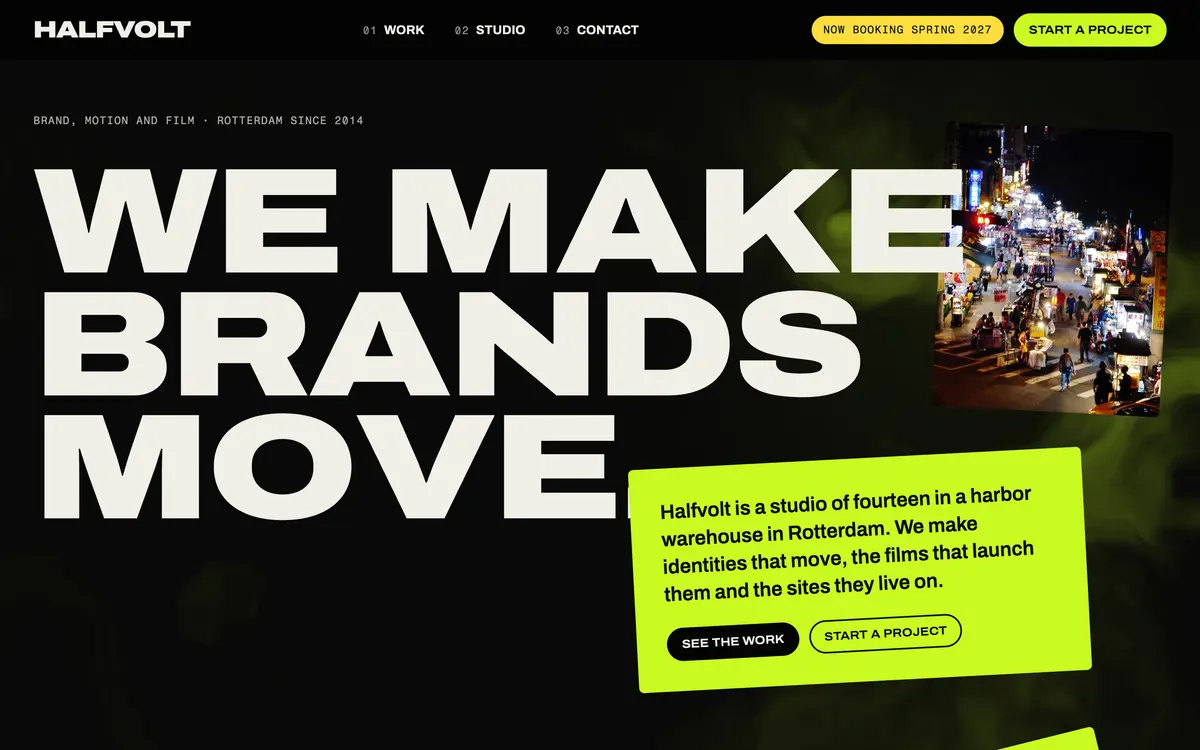 HALFVOLT
01 WORK
02 STUDIO
03 CONTACT
NOW BOOKING SPRING 2027
START A PROJECT
BRAND, MOTION AND FILM · ROTTERDAM SINCE 2014
WE MAKE
BRANDS
MOVE
Halfvolt is a studio of fourteen in a harbor
warehouse in Rotterdam. We make
identities that move, the films that launch
them and the sites they live on.
SEE THE WORK
START A PROJECT